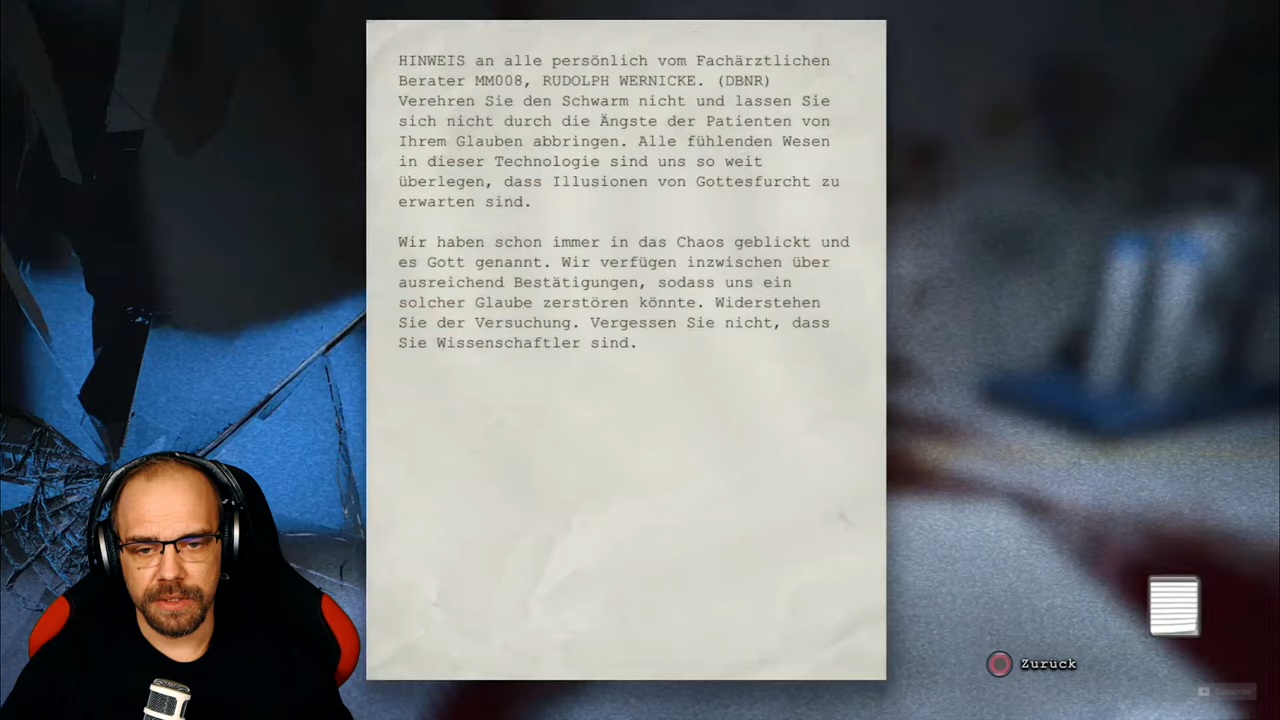 HINWEIS an alle persönlich vom Fachärztlichen
Berater MM008, RUDOLPH WERNICKE. (DBNR)
Verehren Sie den Schwarm nicht und lassen Sie
sich nicht durch die Ängste der Patienten von
Ihrem Glauben abbringen. Alle fühlenden Wesen
in dieser Technologie sind uns so weit
überlegen, dass Illusionen von Gottesfurcht zu
erwarten sind.
Wir haben schon immer in das Chaos geblickt und
es Gott genannt. Wir verfügen inzwischen über
ausreichend Bestätigungen, sodass uns ein
solcher Glaube zerstören könnte. Widerstehen
Sie der Versuchung. Vergessen Sie nicht, dass
Sie Wissenschaftler sind.
Zurück
Subscribe